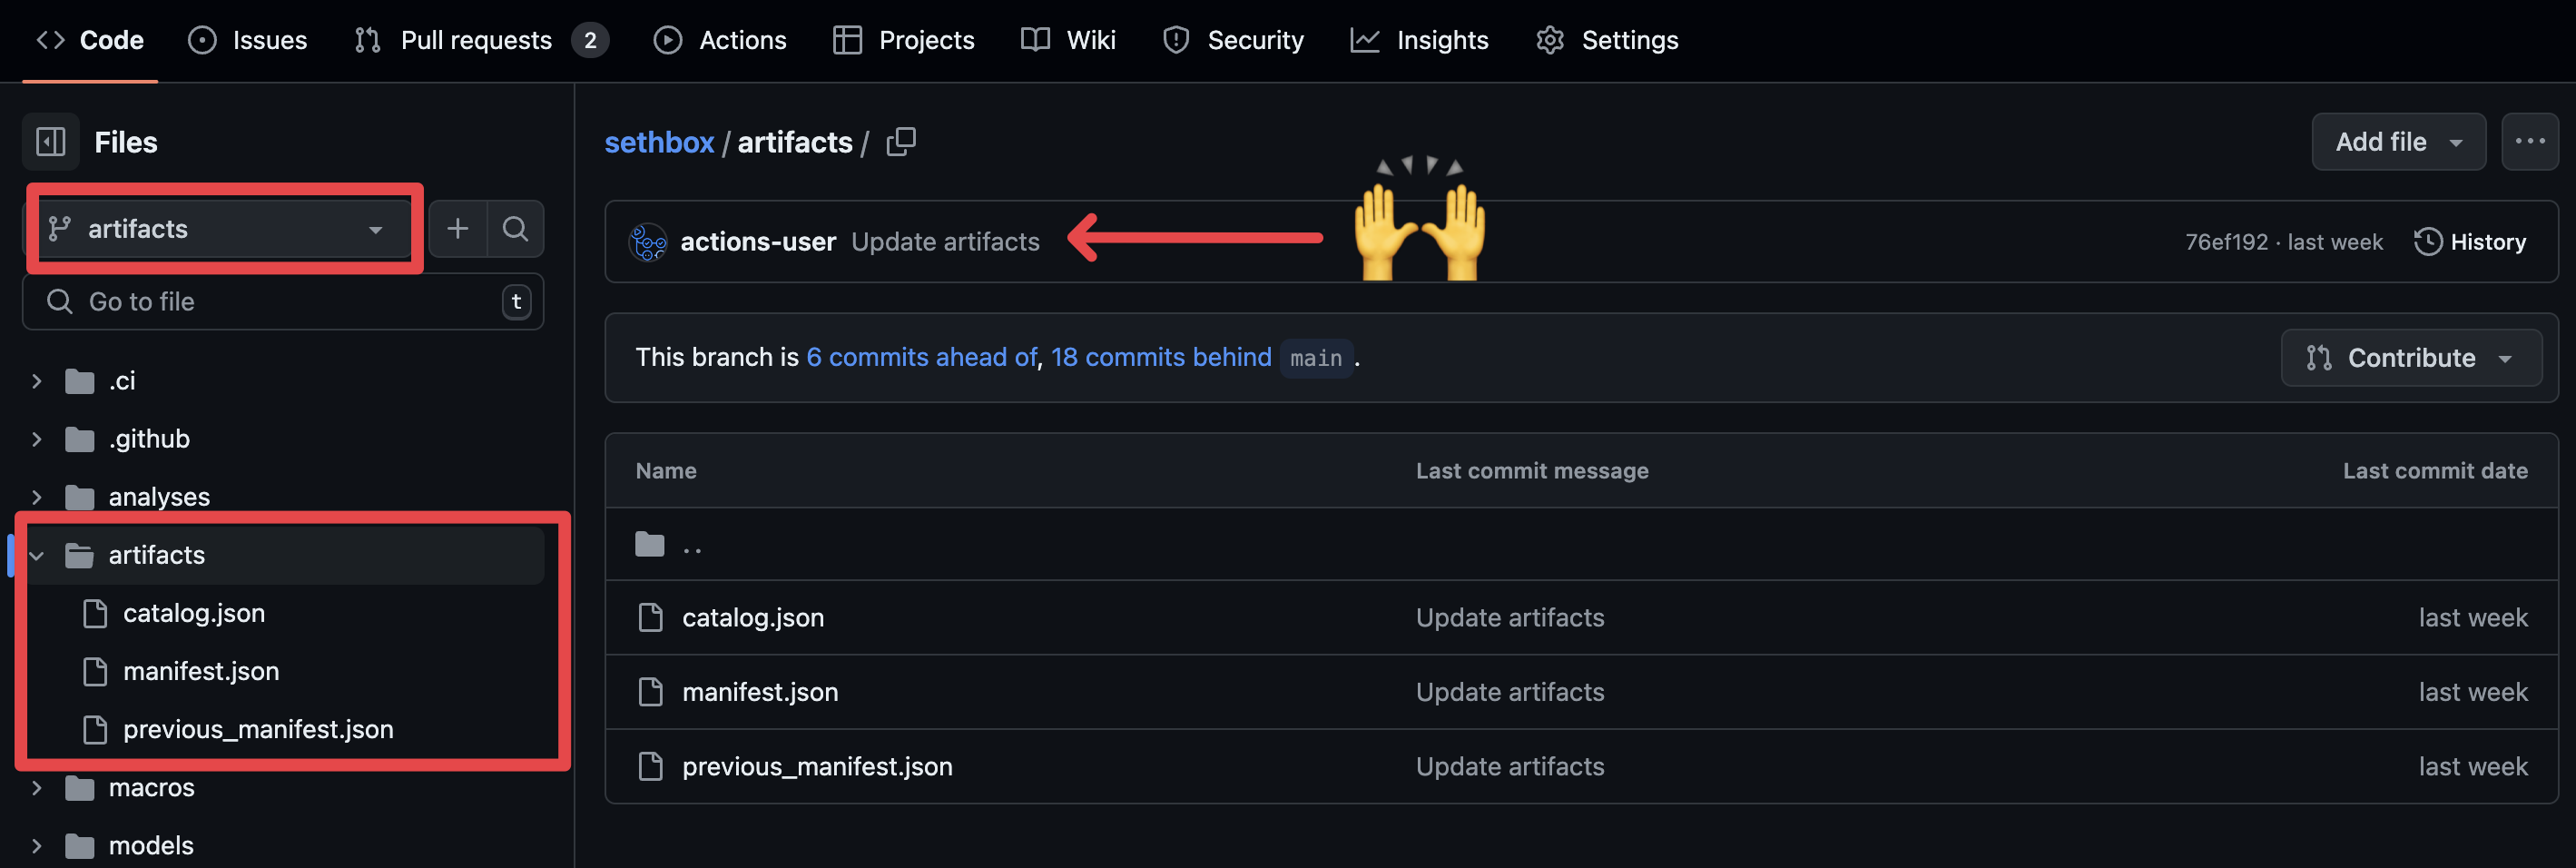 Code Issues Pull requests 2 Actions Projects Wiki Security Insights Settings
Files
artifacts
Go to file t
.ci
.github
analyses
artifacts
catalog.json
manifest.json
previous_manifest.json
macros
models
sethbox / artifacts /
Add file
actions-user Update artifacts
76ef192 · last week History
This branch is 6 commits ahead of, 18 commits behind main.
Contribute
Name Last commit message Last commit date
..
catalog.json Update artifacts last week
manifest.json Update artifacts last week
previous_manifest.json Update artifacts last week